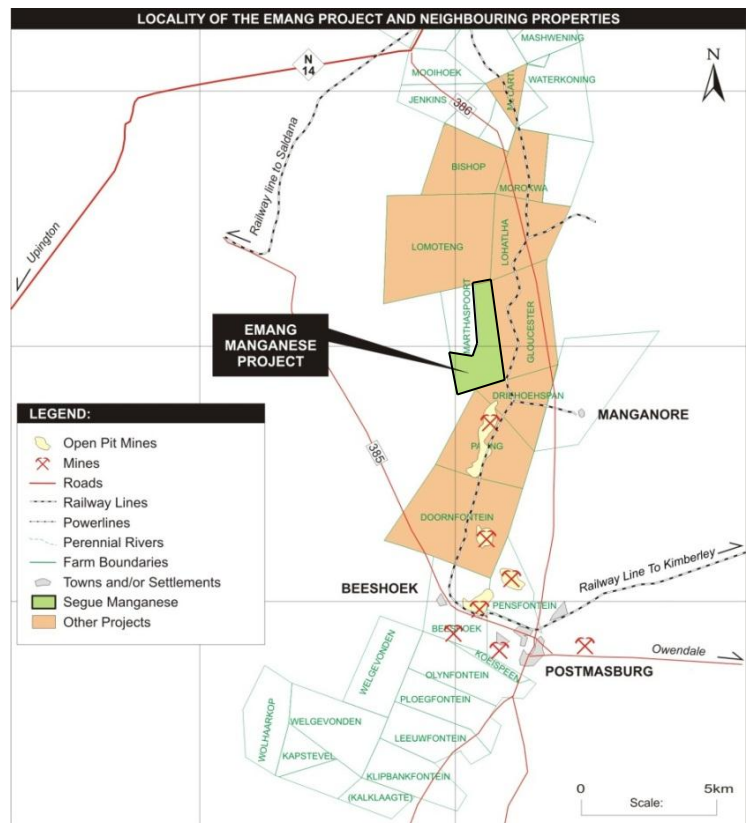 LOCALITY OF THE EMANG PROJECT AND NEIGHBOURING PROPERTIES
MASHWENING
N
14
MOOIHOEK
WATERKONING
N
JENKINS
386
Railway line to Saldana
BISHOP
MOROKWA
Upington
LOMOTENG
LOHATLHA
MARTHASPOORT
GLOUCESTER
EMANG
MANGANESE
PROJECT
DRIEHOEHSPAN
MANGANORE
LEGEND:
Open Pit Mines
Mines
Roads
Railway Lines
Powerlines
Perennial Rivers
Farm Boundaries
Towns and/or Settlements
Segue Manganese
Other Projects
385
DOORNFONTEIN
BEESHOEK
Railway Line To Kimberley
PENSFONTEIN
BEESHOEK
Owendale
KOEISPEEN
POSTMASBURG
WELGEVONDEN
OLYNFONTEIN
PLOEGFONTEIN
WOLHAARKOP
WELGEVONDEN
LEEUWFONTEIN
KAPSTEVEL
KLIPBANKFONTEIN
(KALKLAAGTE)
0
5km
Scale: